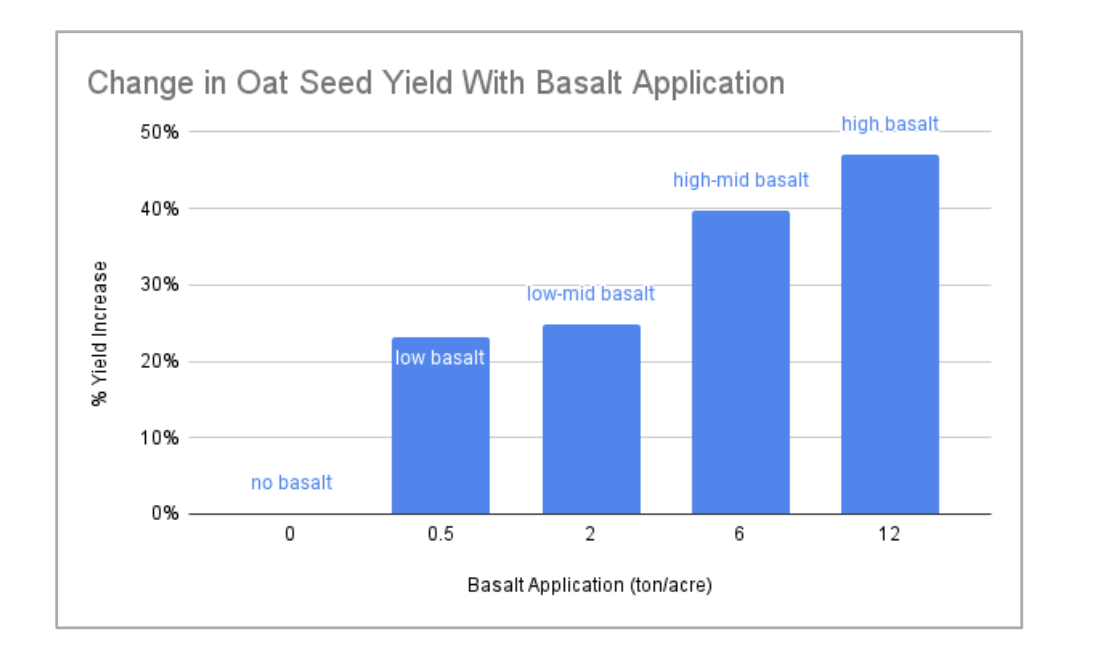 Change in Oat Seed Yield With Basalt Application
50%
high basalt
high-mid basalt
40%
30%
low-mid basalt
20%
low basalt
10%
no basalt
0%
% Yield Increase
0
0.5
2
6
12
Basalt Application (ton/acre)